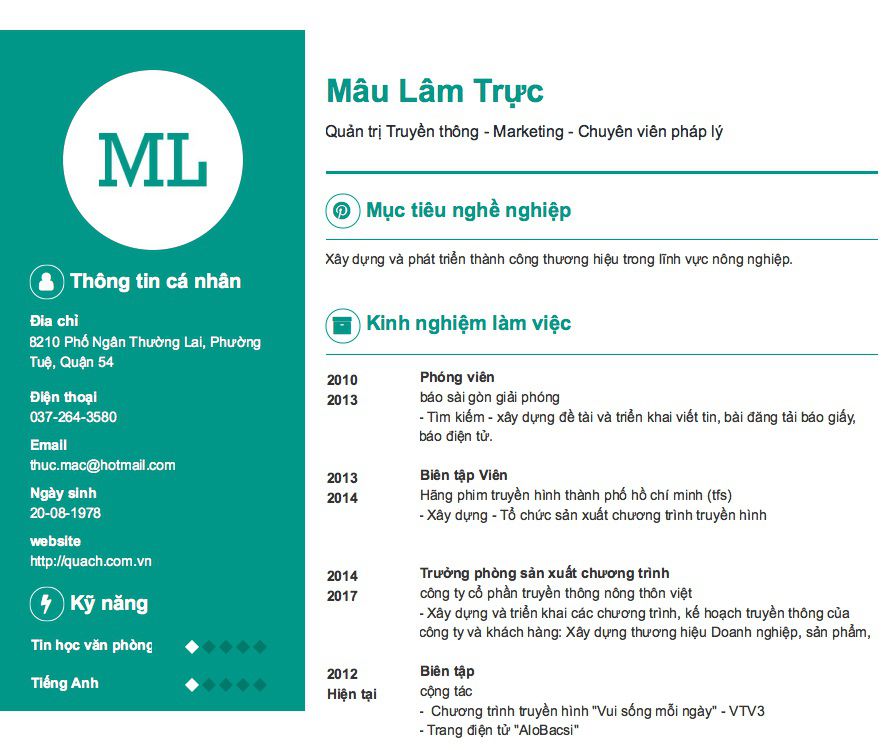 ML
Thông tin cá nhân
Địa chỉ
8210 Phố Ngân Thường Lai, Phường
Tuệ, Quận 54
Điện thoại
037-264-3580
Email
thuc.mac@hotmail.com
Ngày sinh
20-08-1978
website
http://quach.com.vn
Kỹ năng
Tin học văn phòng
Tiếng Anh
Mâu Lâm Trực
Quản trị Truyền thông - Marketing - Chuyên viên pháp lý
Mục tiêu nghề nghiệp
Xây dựng và phát triển thành công thương hiệu trong lĩnh vực nông nghiệp.
Kinh nghiệm làm việc
2010
2013
Phóng viên
báo sài gòn giải phóng
- Tìm kiếm - xây dựng đề tài và triển khai viết tin, bài đăng tải báo giấy,
báo điện tử.
2013
2014
Biên tập Viên
Hãng phim truyền hình thành phố hồ chí minh (tfs)
- Xây dựng - Tổ chức sản xuất chương trình truyền hình
2014
2017
Trưởng phòng sản xuất chương trình
công ty cổ phần truyền thông nông thôn việt
- Xây dựng và triển khai các chương trình, kế hoạch truyền thông của
công ty và khách hàng: Xây dựng thương hiệu Doanh nghiệp, sản phẩm,
2012
Hiện tại
Biên tập
cộng tác
- Chương trình truyền hình "Vui sống mỗi ngày" - VTV3
- Trang điện tử "AloBacsi"